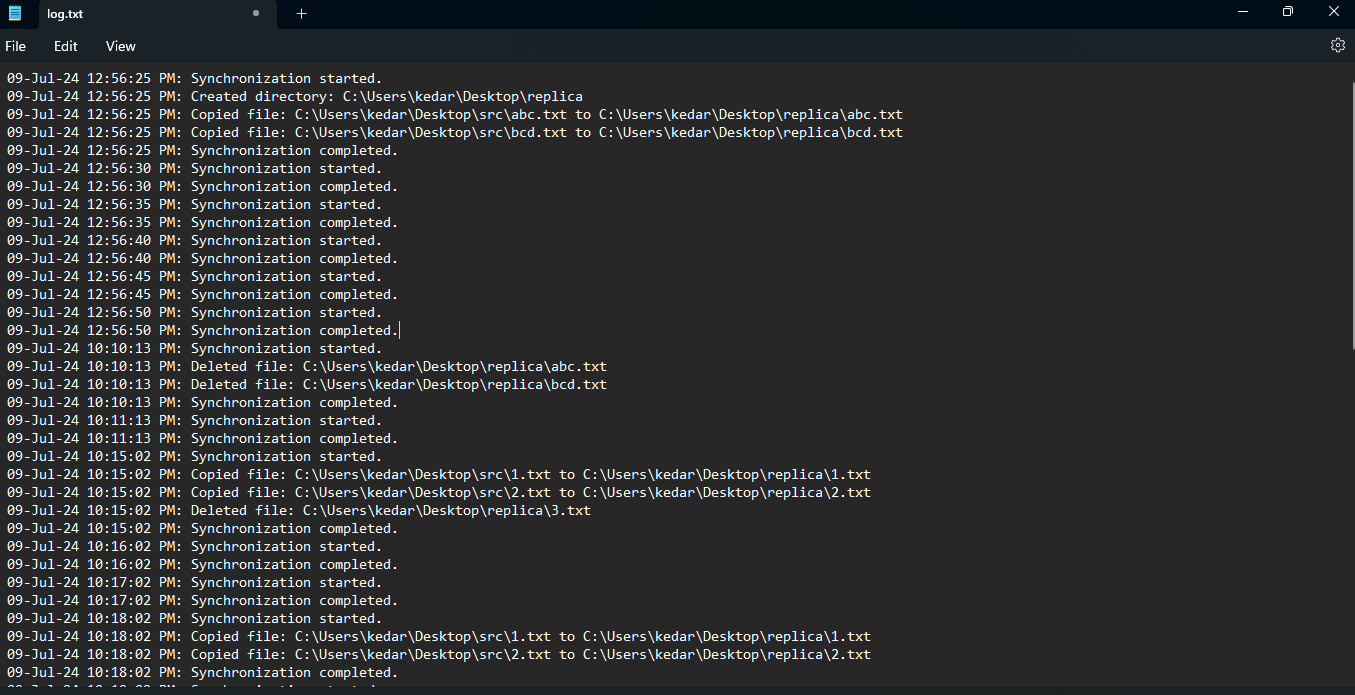 log.txt
File Edit View
09-Jul-24 12:56:25 PM: Synchronization started.
09-Jul-24 12:56:25 PM: Created directory: C:\Users\kedar\Desktop\replica
09-Jul-24 12:56:25 PM: Copied file: C:\Users\kedar\Desktop\src\abc.txt to C:\Users\kedar\Desktop\replica\abc.txt
09-Jul-24 12:56:25 PM: Copied file: C:\Users\kedar\Desktop\src\bcd.txt to C:\Users\kedar\Desktop\replica\bcd.txt
09-Jul-24 12:56:25 PM: Synchronization completed.
09-Jul-24 12:56:30 PM: Synchronization started.
09-Jul-24 12:56:30 PM: Synchronization completed.
09-Jul-24 12:56:35 PM: Synchronization started.
09-Jul-24 12:56:35 PM: Synchronization completed.
09-Jul-24 12:56:40 PM: Synchronization started.
09-Jul-24 12:56:40 PM: Synchronization completed.
09-Jul-24 12:56:45 PM: Synchronization started.
09-Jul-24 12:56:45 PM: Synchronization completed.
09-Jul-24 12:56:50 PM: Synchronization started.
09-Jul-24 12:56:50 PM: Synchronization completed.
09-Jul-24 10:10:13 PM: Synchronization started.
09-Jul-24 10:10:13 PM: Deleted file: C:\Users\kedar\Desktop\replica\abc.txt
09-Jul-24 10:10:13 PM: Deleted file: C:\Users\kedar\Desktop\replica\bcd.txt
09-Jul-24 10:10:13 PM: Synchronization completed.
09-Jul-24 10:11:13 PM: Synchronization started.
09-Jul-24 10:11:13 PM: Synchronization completed.
09-Jul-24 10:15:02 PM: Synchronization started.
09-Jul-24 10:15:02 PM: Copied file: C:\Users\kedar\Desktop\src\1.txt to C:\Users\kedar\Desktop\replica\1.txt
09-Jul-24 10:15:02 PM: Copied file: C:\Users\kedar\Desktop\src\2.txt to C:\Users\kedar\Desktop\replica\2.txt
09-Jul-24 10:15:02 PM: Deleted file: C:\Users\kedar\Desktop\replica\3.txt
09-Jul-24 10:15:02 PM: Synchronization completed.
09-Jul-24 10:16:02 PM: Synchronization started.
09-Jul-24 10:16:02 PM: Synchronization completed.
09-Jul-24 10:17:02 PM: Synchronization started.
09-Jul-24 10:17:02 PM: Synchronization completed.
09-Jul-24 10:18:02 PM: Synchronization started.
09-Jul-24 10:18:02 PM: Copied file: C:\Users\kedar\Desktop\src\1.txt to C:\Users\kedar\Desktop\replica\1.txt
09-Jul-24 10:18:02 PM: Copied file: C:\Users\kedar\Desktop\src\2.txt to C:\Users\kedar\Desktop\replica\2.txt
09-Jul-24 10:18:02 PM: Synchronization completed.